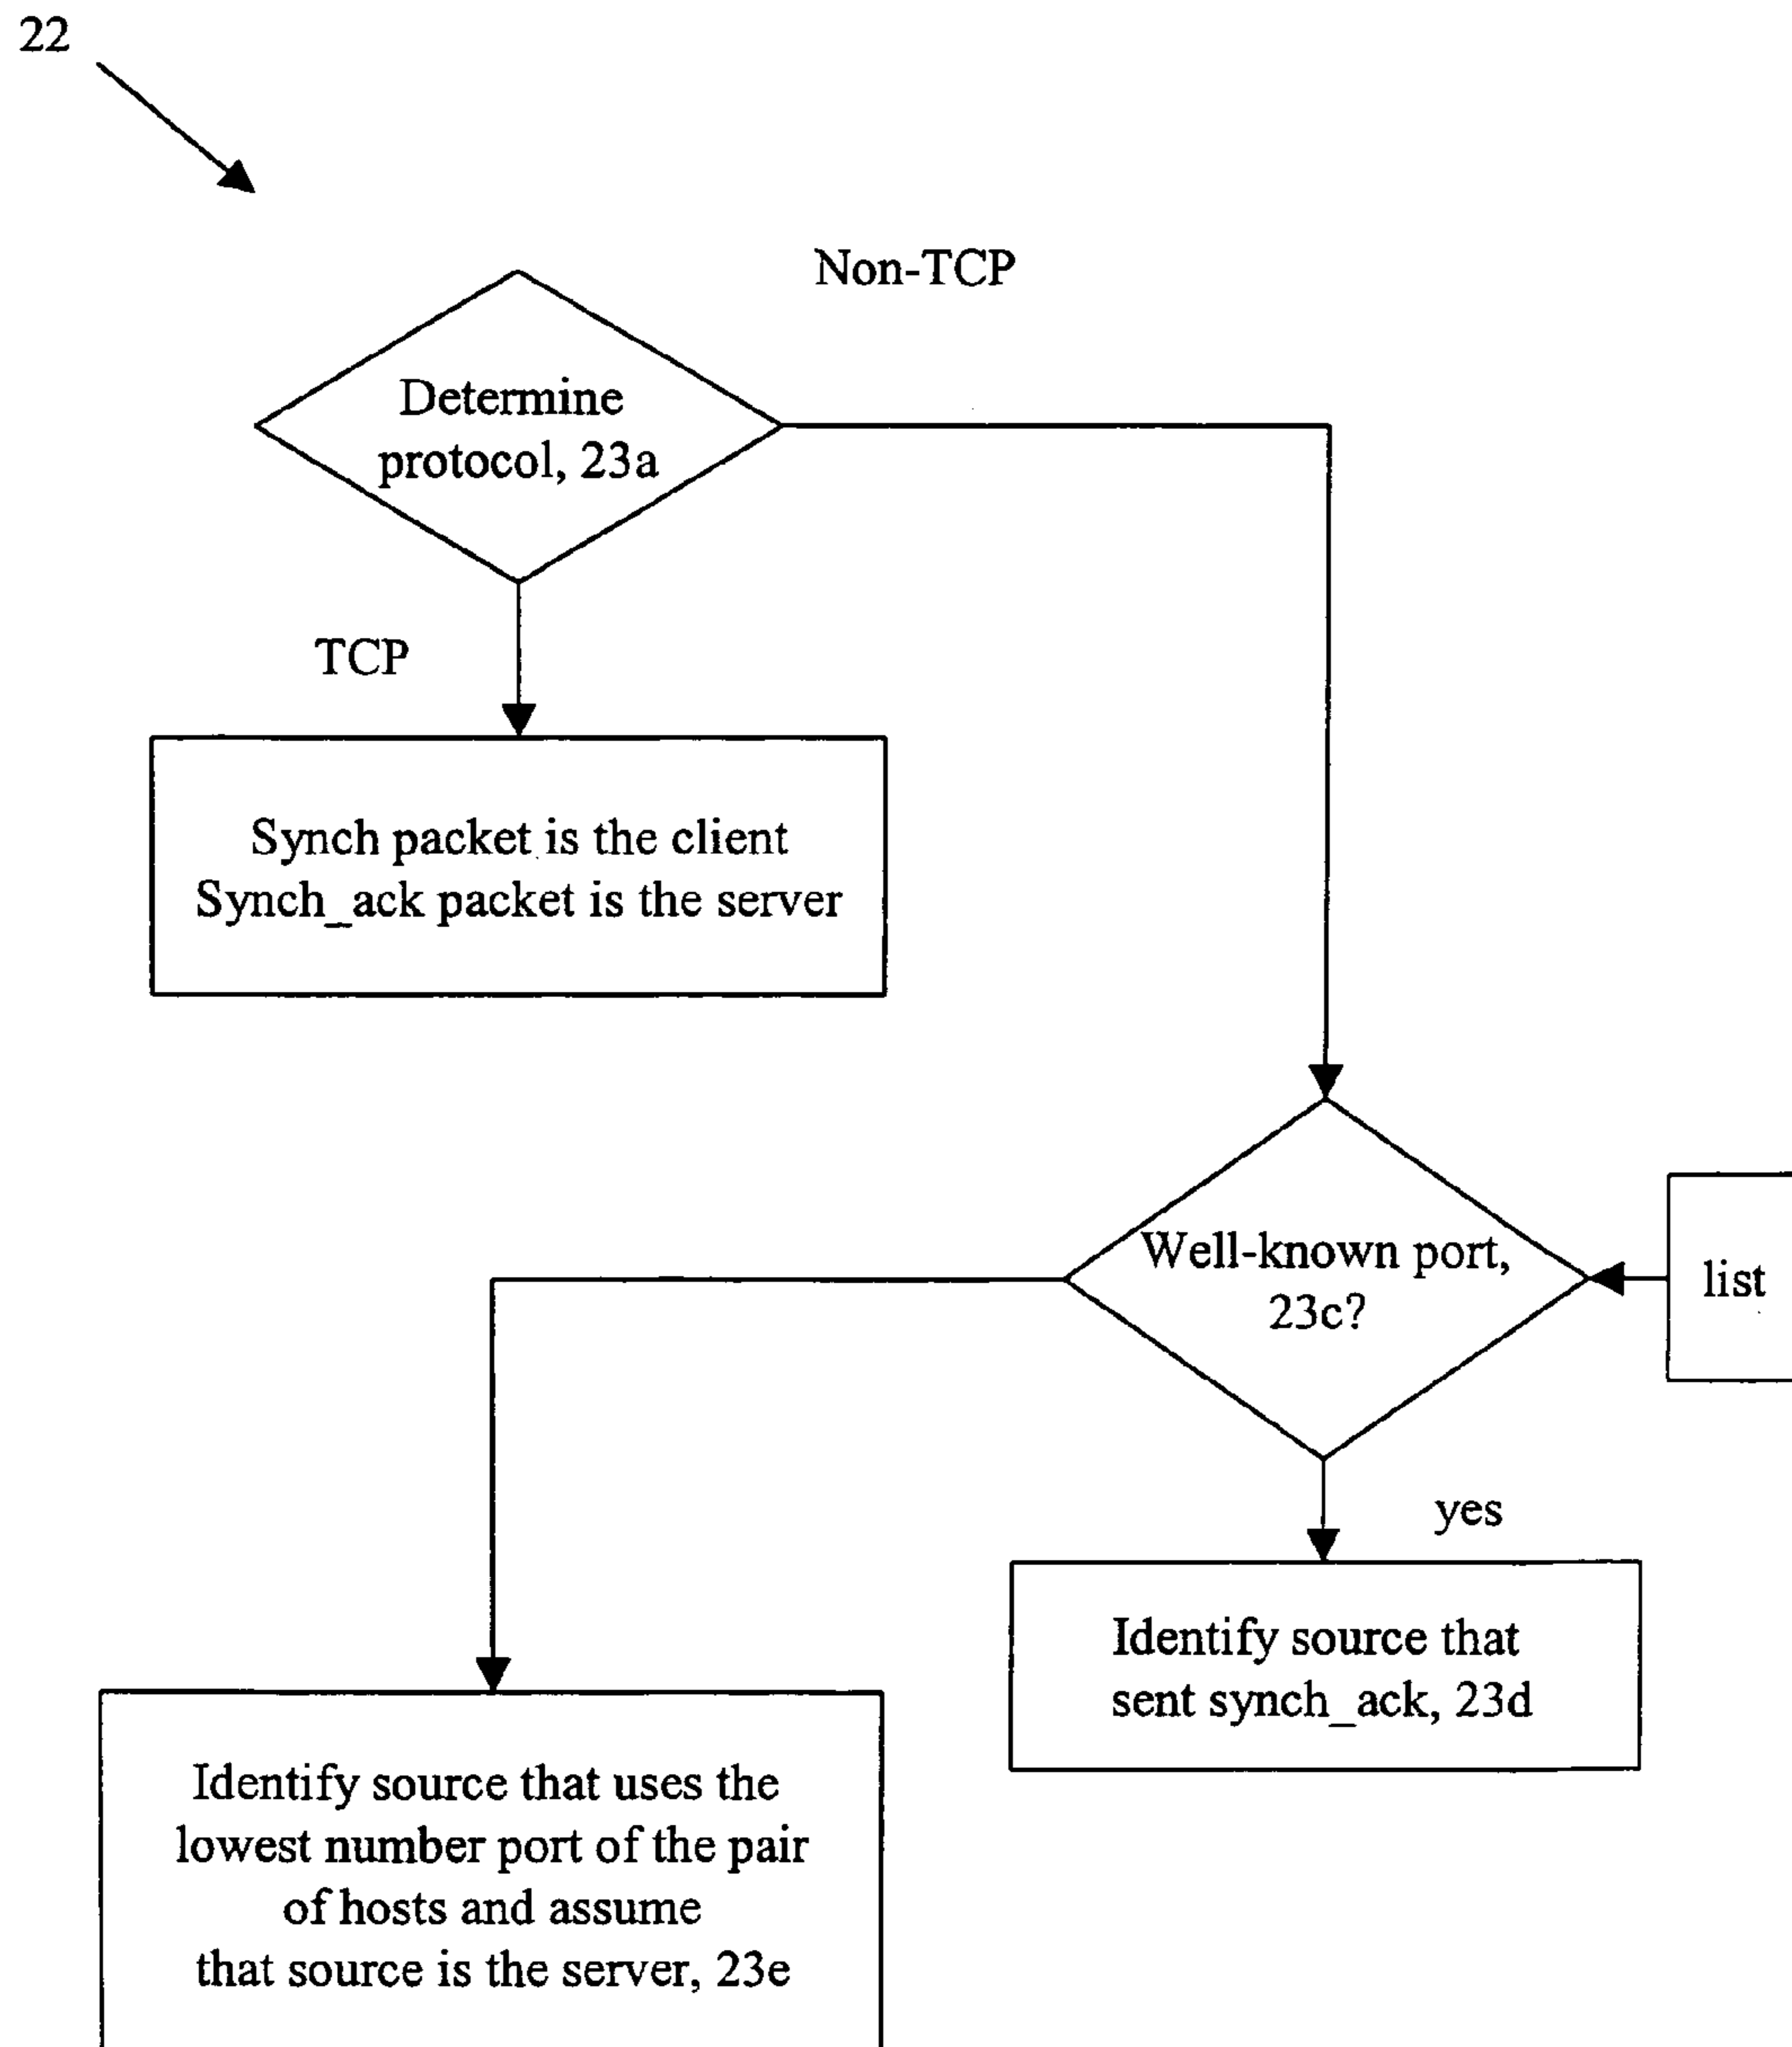 22
Non-TCP
Determine
protocol, 23a
TCP
Synch packet is the client
Synch_ack packet is the server
Well-known port,
23c?
list
yes
Identify source that
sent synch_ack, 23d
Identify source that uses the
lowest number port of the pair
of hosts and assume
that source is the server, 23e